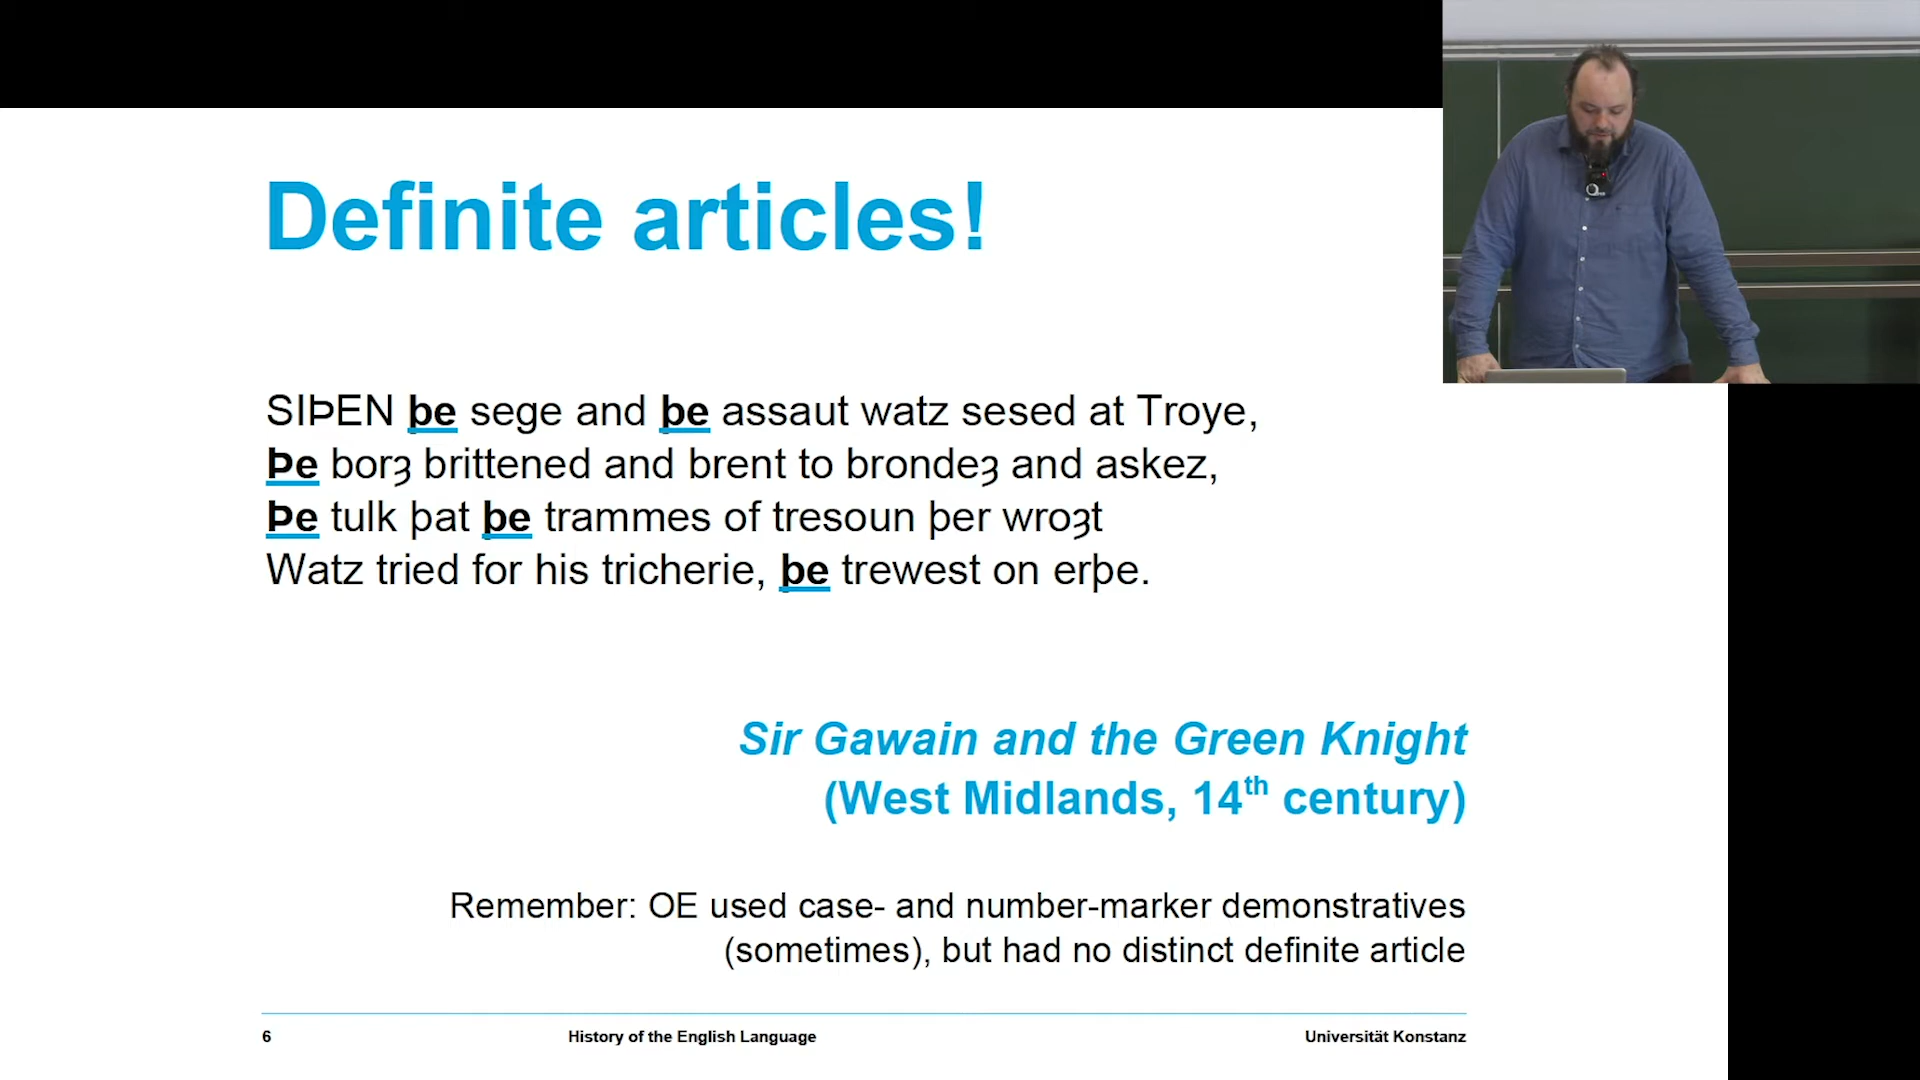 Definite articles!
SIÞEN þe sege and þe assaut watz sesed at Troye,
Þe borȝ brittened and brent to brondeȝ and askez,
Þe tulk þat þe trammes of tresoun þer wroȝt
Watz tried for his tricherie, þe trewest on erþe.
Sir Gawain and the Green Knight
(West Midlands, 14th century)
Remember: OE used case- and number-marker demonstratives
(sometimes), but had no distinct definite article
6 History of the English Language Universität Konstanz